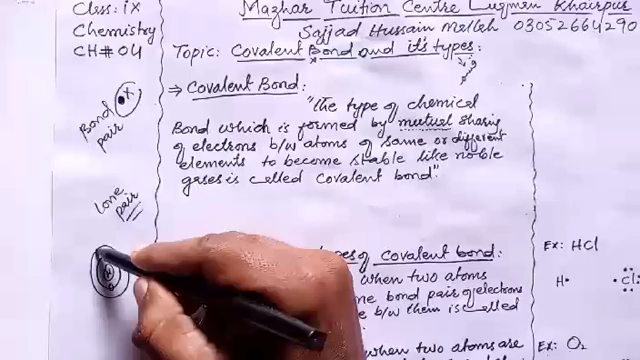 Class: ix
Mazhar Tuition Centre Luqman Khairpur
Chemistry
Sajjad Hussain Melleh 03052664290
CH# 04
Topic: Covalent Bond and it's types:
⇒ Covalent Bond:
x
Bond pair
"The type of chemical
Bond which is formed by mutual sharing
of electrons b/w atoms of same or different
elements to become stable like noble
gases is called covalent bond"
lone pair
types of covalent bond:
Ex: HCl
when two atoms
one bond pair of electrons
b/w them is called
H• •Cl:
when two atoms are
Ex: O₂